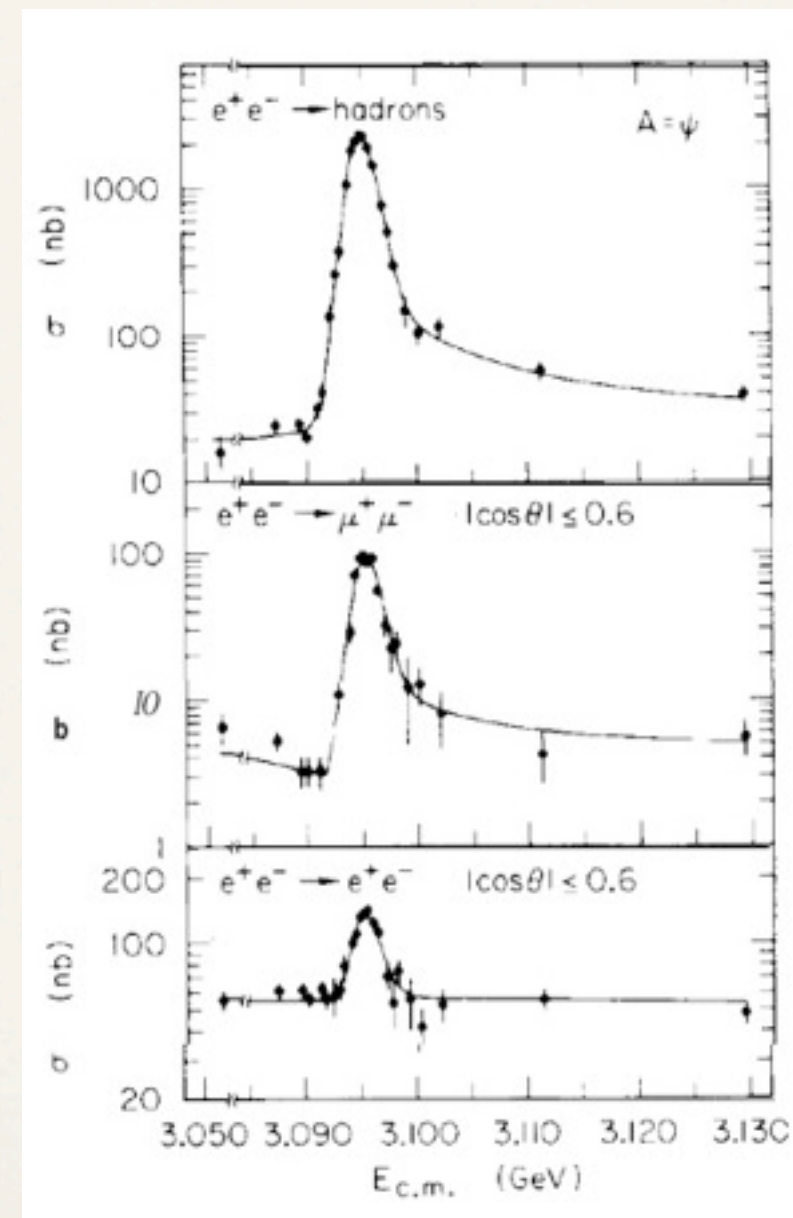 e⁺e⁻ → hadrons A = ψ
1000
σ (nb)
100
10
e⁺e⁻ → μ⁺μ⁻ |cosθ| ≤ 0.6
100
σ (nb)
10
1
200 e⁺e⁻ → e⁺e⁻ |cosθ| ≤ 0.6
100
σ (nb)
20
3.050 3.090 3.100 3.110 3.120 3.130
E c.m. (GeV)